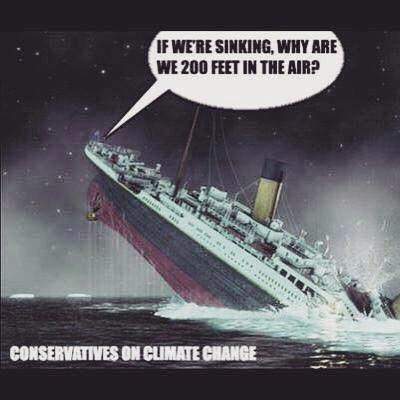 IF WE'RE SINKING, WHY ARE
WE 200 FEET IN THE AIR?
CONSERVATIVES ON CLIMATE CHANGE